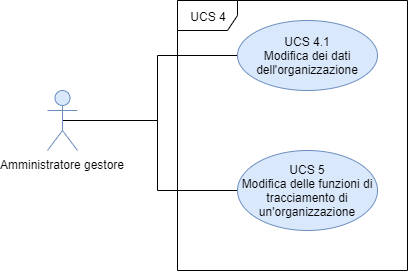 UCS 4
UCS 4.1
Modifica dei dati
dell'organizzazione
Amministratore gestore
UCS 5
Modifica delle funzioni di
tracciamento di
un'organizzazione